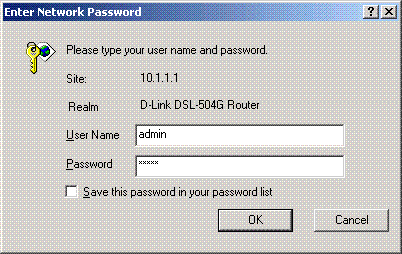 Enter Network Password
Please type your user name and password.
Site: 10.1.1.1
Realm D-Link DSL-504G Router
User Name admin
Password xxxxx
Save this password in your password list
OK Cancel